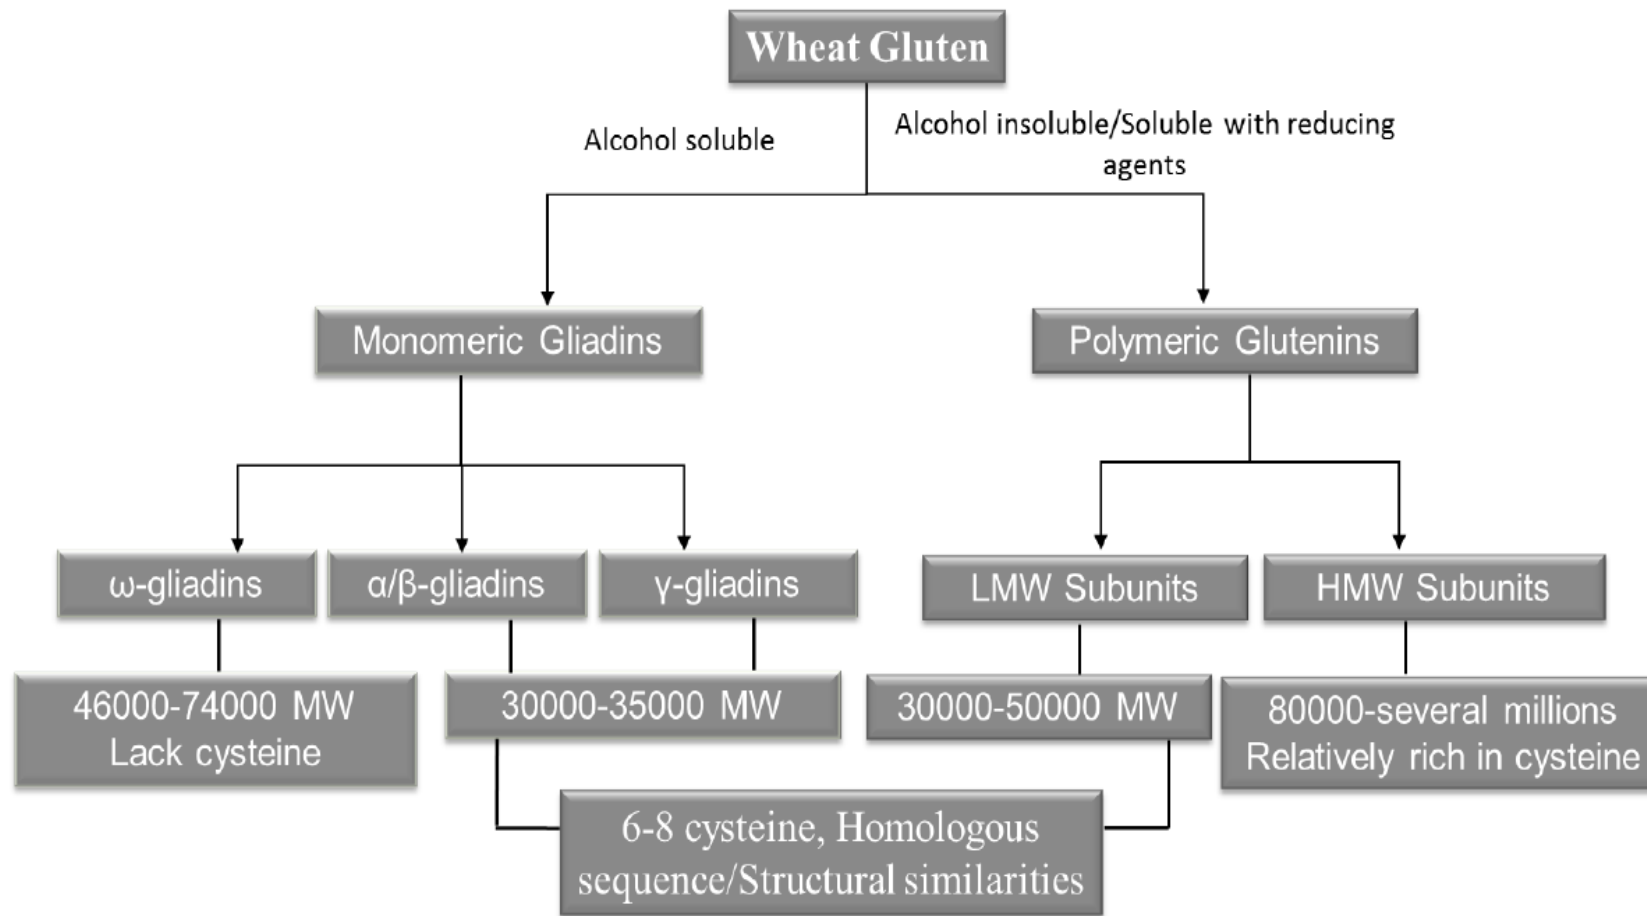 Wheat Gluten
Alcohol soluble
Alcohol insoluble/Soluble with reducing
agents
Monomeric Gliadins
Polymeric Glutenins
ω-gliadins
α/β-gliadins
γ-gliadins
LMW Subunits
HMW Subunits
46000-74000 MW
Lack cysteine
30000-35000 MW
30000-50000 MW
80000-several millions
Relatively rich in cysteine
6-8 cysteine, Homologous
sequence/Structural similarities